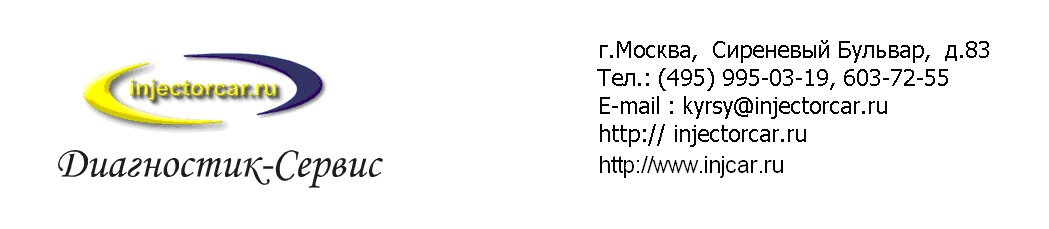 injectorcar.ru
Диагностик-Сервис
г.Москва, Сиреневый Бульвар, д.83
Тел.: (495) 995-03-19, 603-72-55
E-mail : kyrsy@injectorcar.ru
http:// injectorcar.ru
http://www.injcar.ru